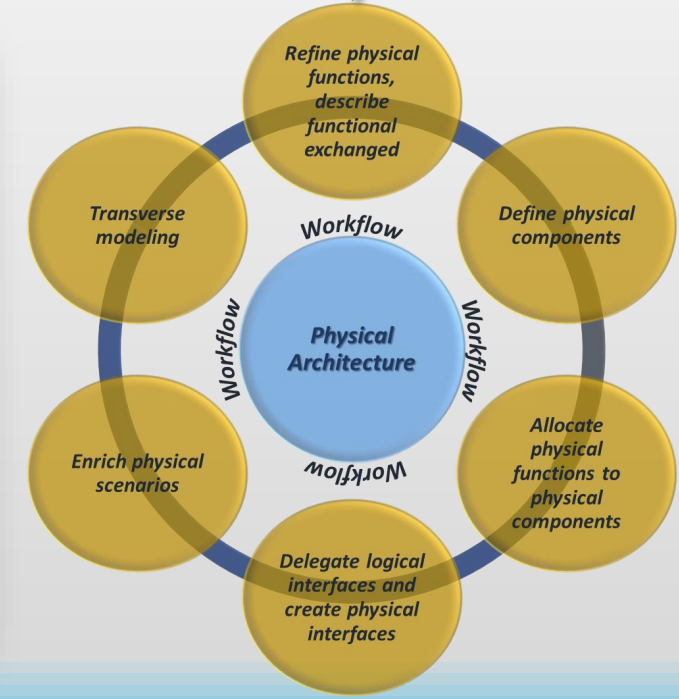 Refine physical
functions,
describe
functional
exchanged
Define physical
components
Allocate
physical
functions to
physical
components
Delegate logical
interfaces and
create physical
interfaces
Enrich physical
scenarios
Transverse
modeling
Workflow
Workflow
Workflow
Workflow
Physical
Architecture